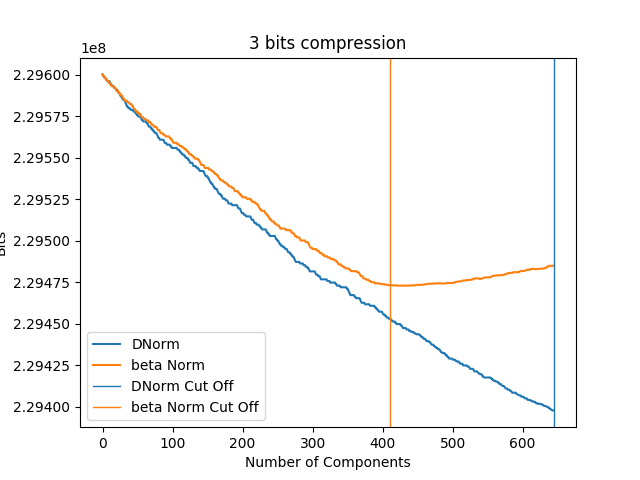 3 bits compression
1e8
2.29600
2.29575
2.29550
2.29525
2.29500
2.29475
2.29450
2.29425
2.29400
Bits
DNorm
beta Norm
DNorm Cut Off
beta Norm Cut Off
0 100 200 300 400 500 600
Number of Components